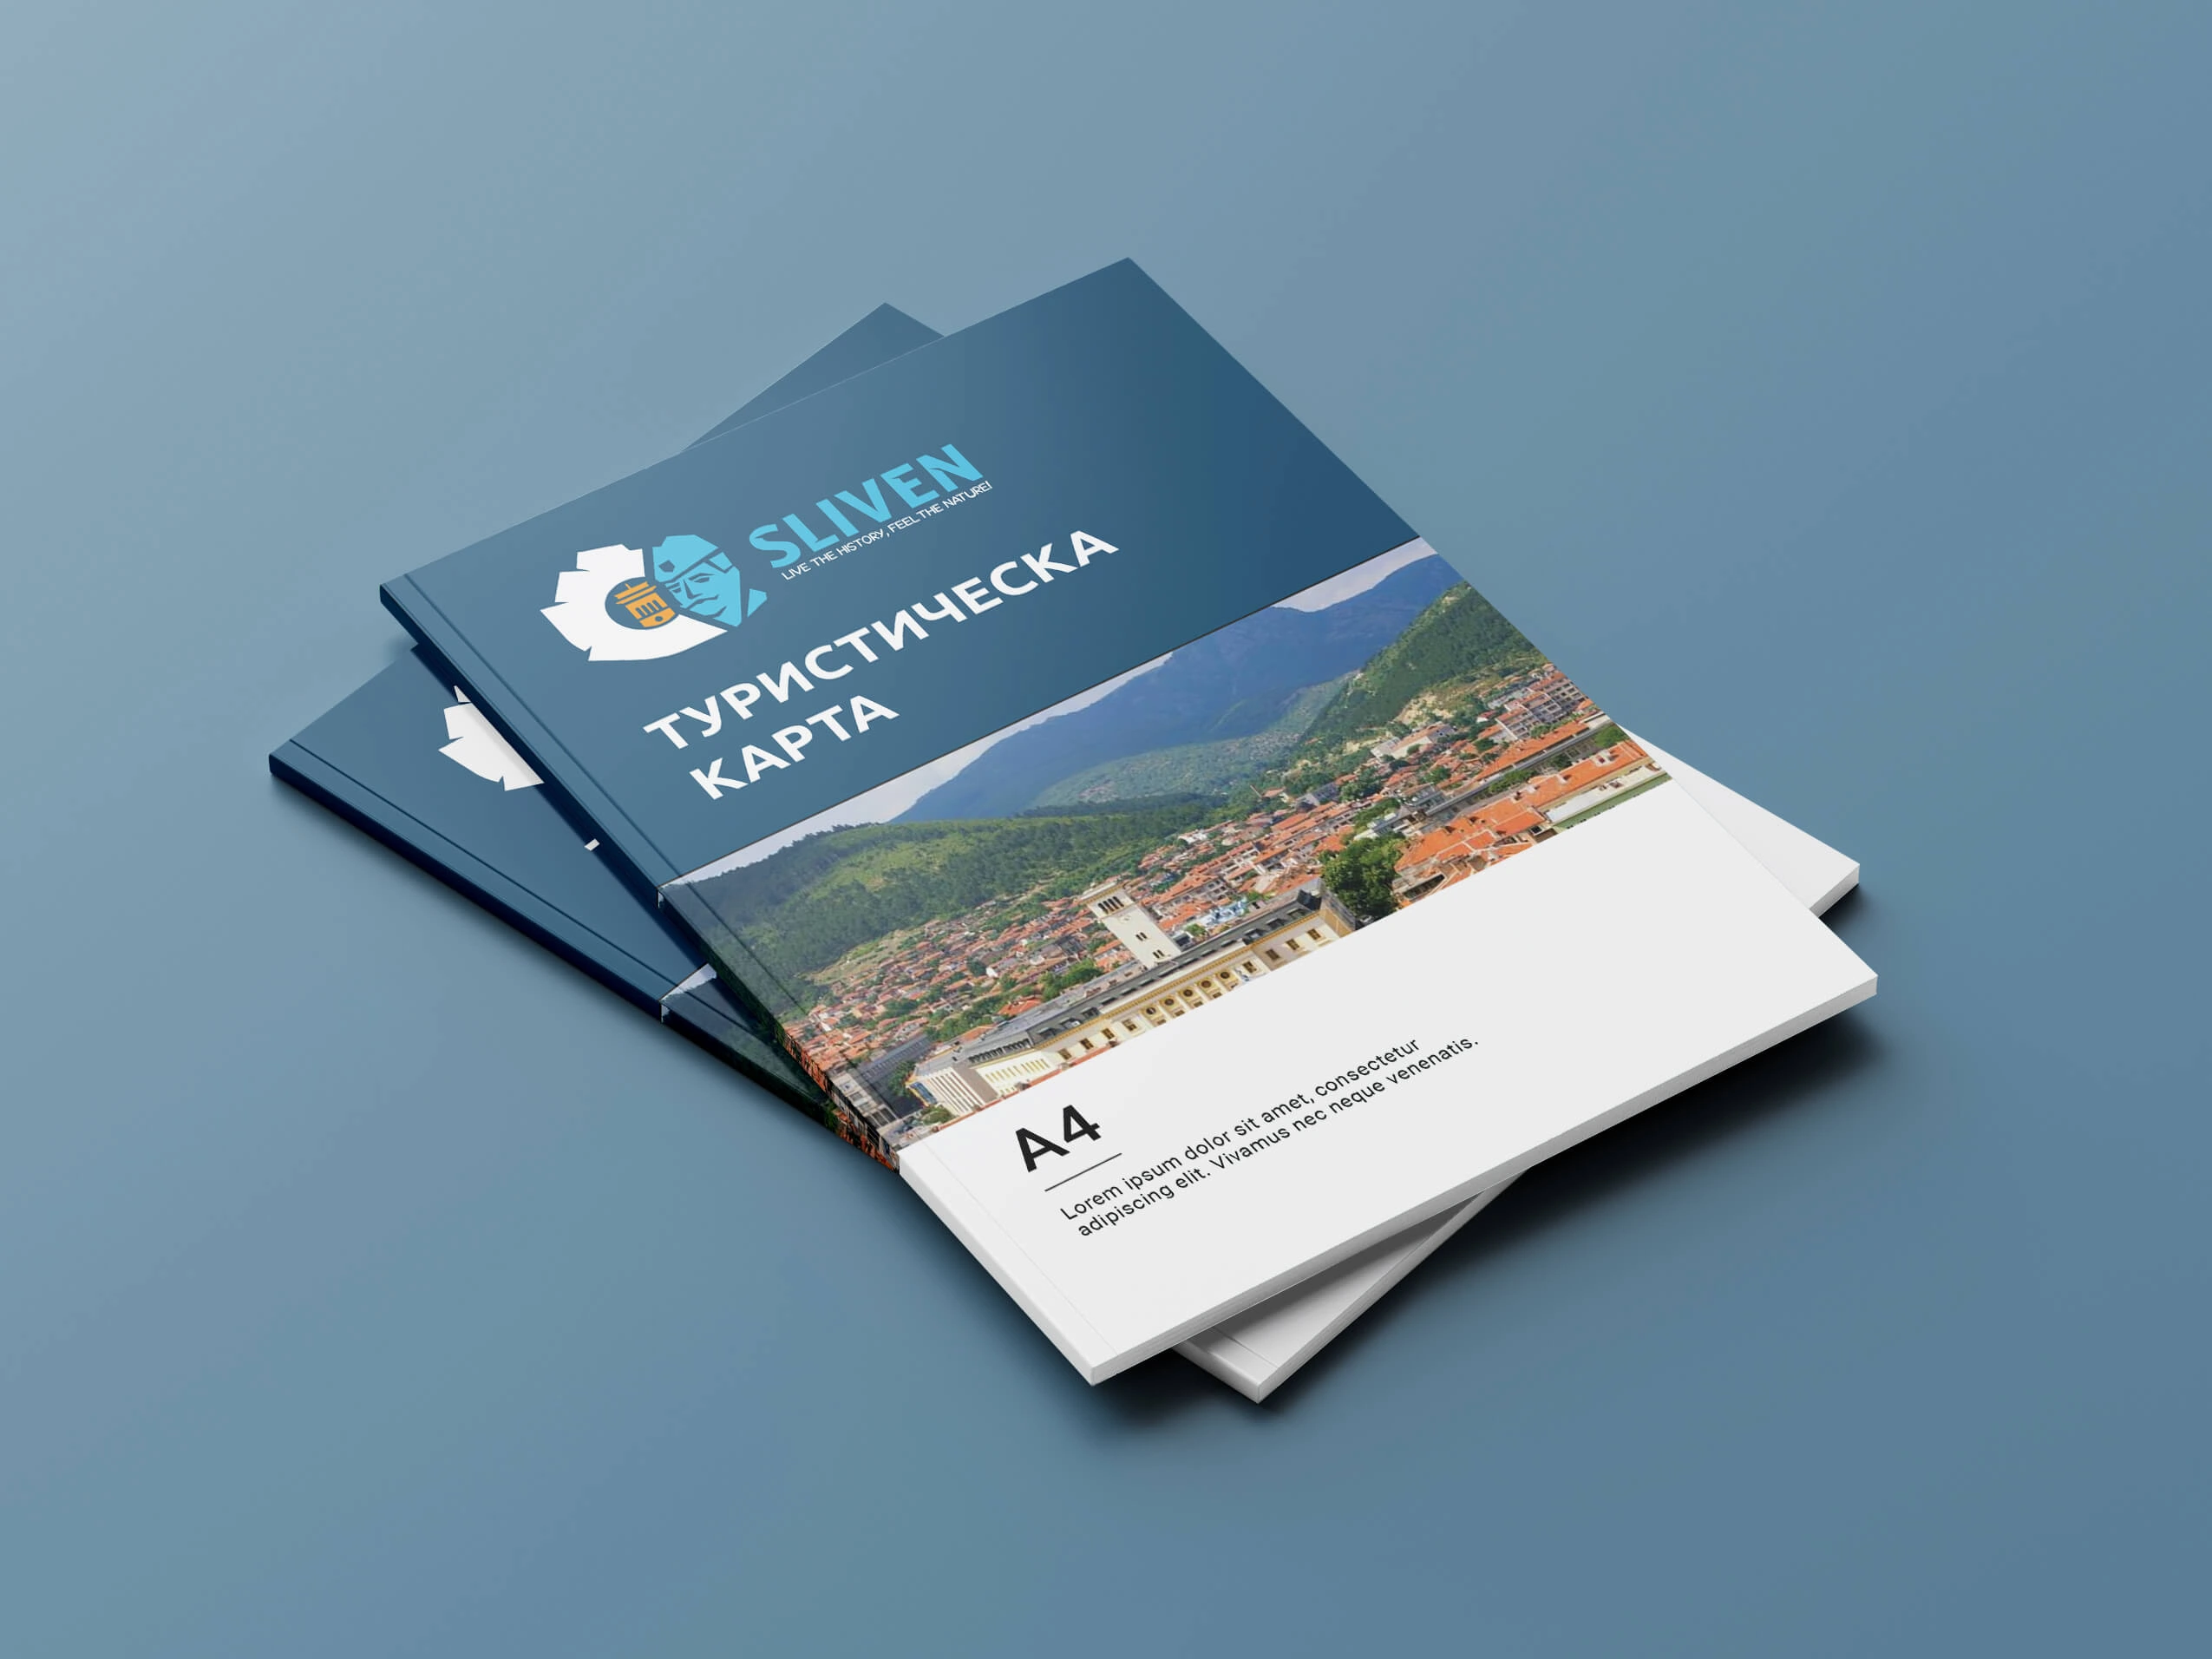 SLIVEN
LIVE THE HISTORY, FEEL THE NATURE!
ТУРИСТИЧЕСКА
КАРТА
A4
Lorem ipsum dolor sit amet, consectetur
adipiscing elit. Vivamus nec neque venenatis.